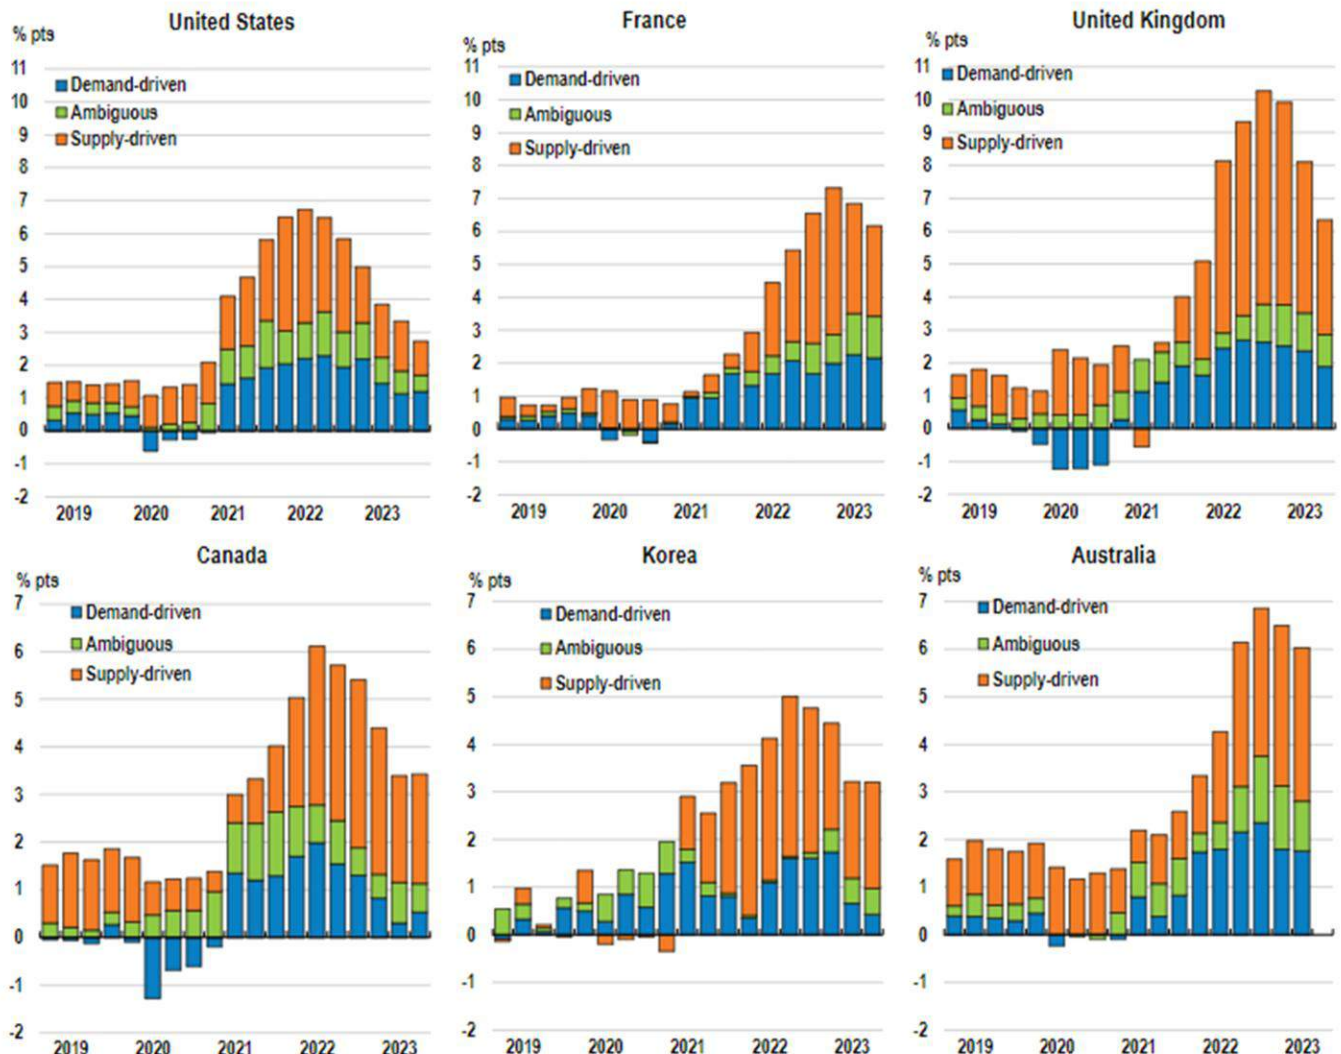 United States
% pts
11
10
9
8
7
6
5
4
3
2
1
0
-1
-2
Demand-driven
Ambiguous
Supply-driven
2019 2020 2021 2022 2023
France
% pts
11
10
9
8
7
6
5
4
3
2
1
0
-1
-2
Demand-driven
Ambiguous
Supply-driven
2019 2020 2021 2022 2023
United Kingdom
% pts
11
10
9
8
7
6
5
4
3
2
1
0
-1
-2
Demand-driven
Ambiguous
Supply-driven
2019 2020 2021 2022 2023
Canada
% pts
7
6
5
4
3
2
1
0
-1
-2
Demand-driven
Ambiguous
Supply-driven
2019 2020 2021 2022 2023
Korea
% pts
7
6
5
4
3
2
1
0
-1
-2
Demand-driven
Ambiguous
Supply-driven
2019 2020 2021 2022 2023
Australia
% pts
7
6
5
4
3
2
1
0
-1
-2
Demand-driven
Ambiguous
Supply-driven
2019 2020 2021 2022 2023